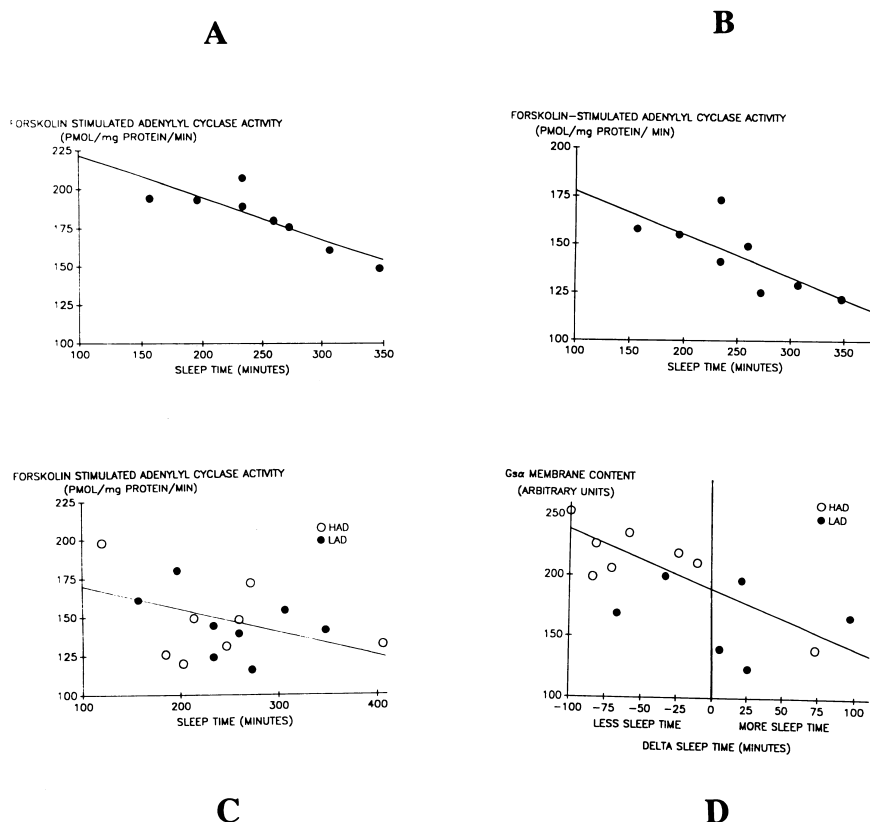 A
B
FORSKOLIN STIMULATED ADENYLYL CYCLASE ACTIVITY
(PMOL/mg PROTEIN/MIN)
225
200
175
150
125
100
100 150 200 250 300 350
SLEEP TIME (MINUTES)
FORSKOLIN-STIMULATED ADENYLYL CYCLASE ACTIVITY
(PMOL/mg PROTEIN/ MIN)
200
175
150
125
100
100 150 200 250 300 350
SLEEP TIME (MINUTES)
FORSKOLIN STIMULATED ADENYLYL CYCLASE ACTIVITY
(PMOL/mg PROTEIN/MIN)
225
200
175
150
125
100
HAD
LAD
100 200 300 400
SLEEP TIME (MINUTES)
Gsα MEMBRANE CONTENT
(ARBITRARY UNITS)
250
200
150
100
HAD
LAD
-100 -75 -50 -25 0 25 50 75 100
LESS SLEEP TIME MORE SLEEP TIME
DELTA SLEEP TIME (MINUTES)
C
D